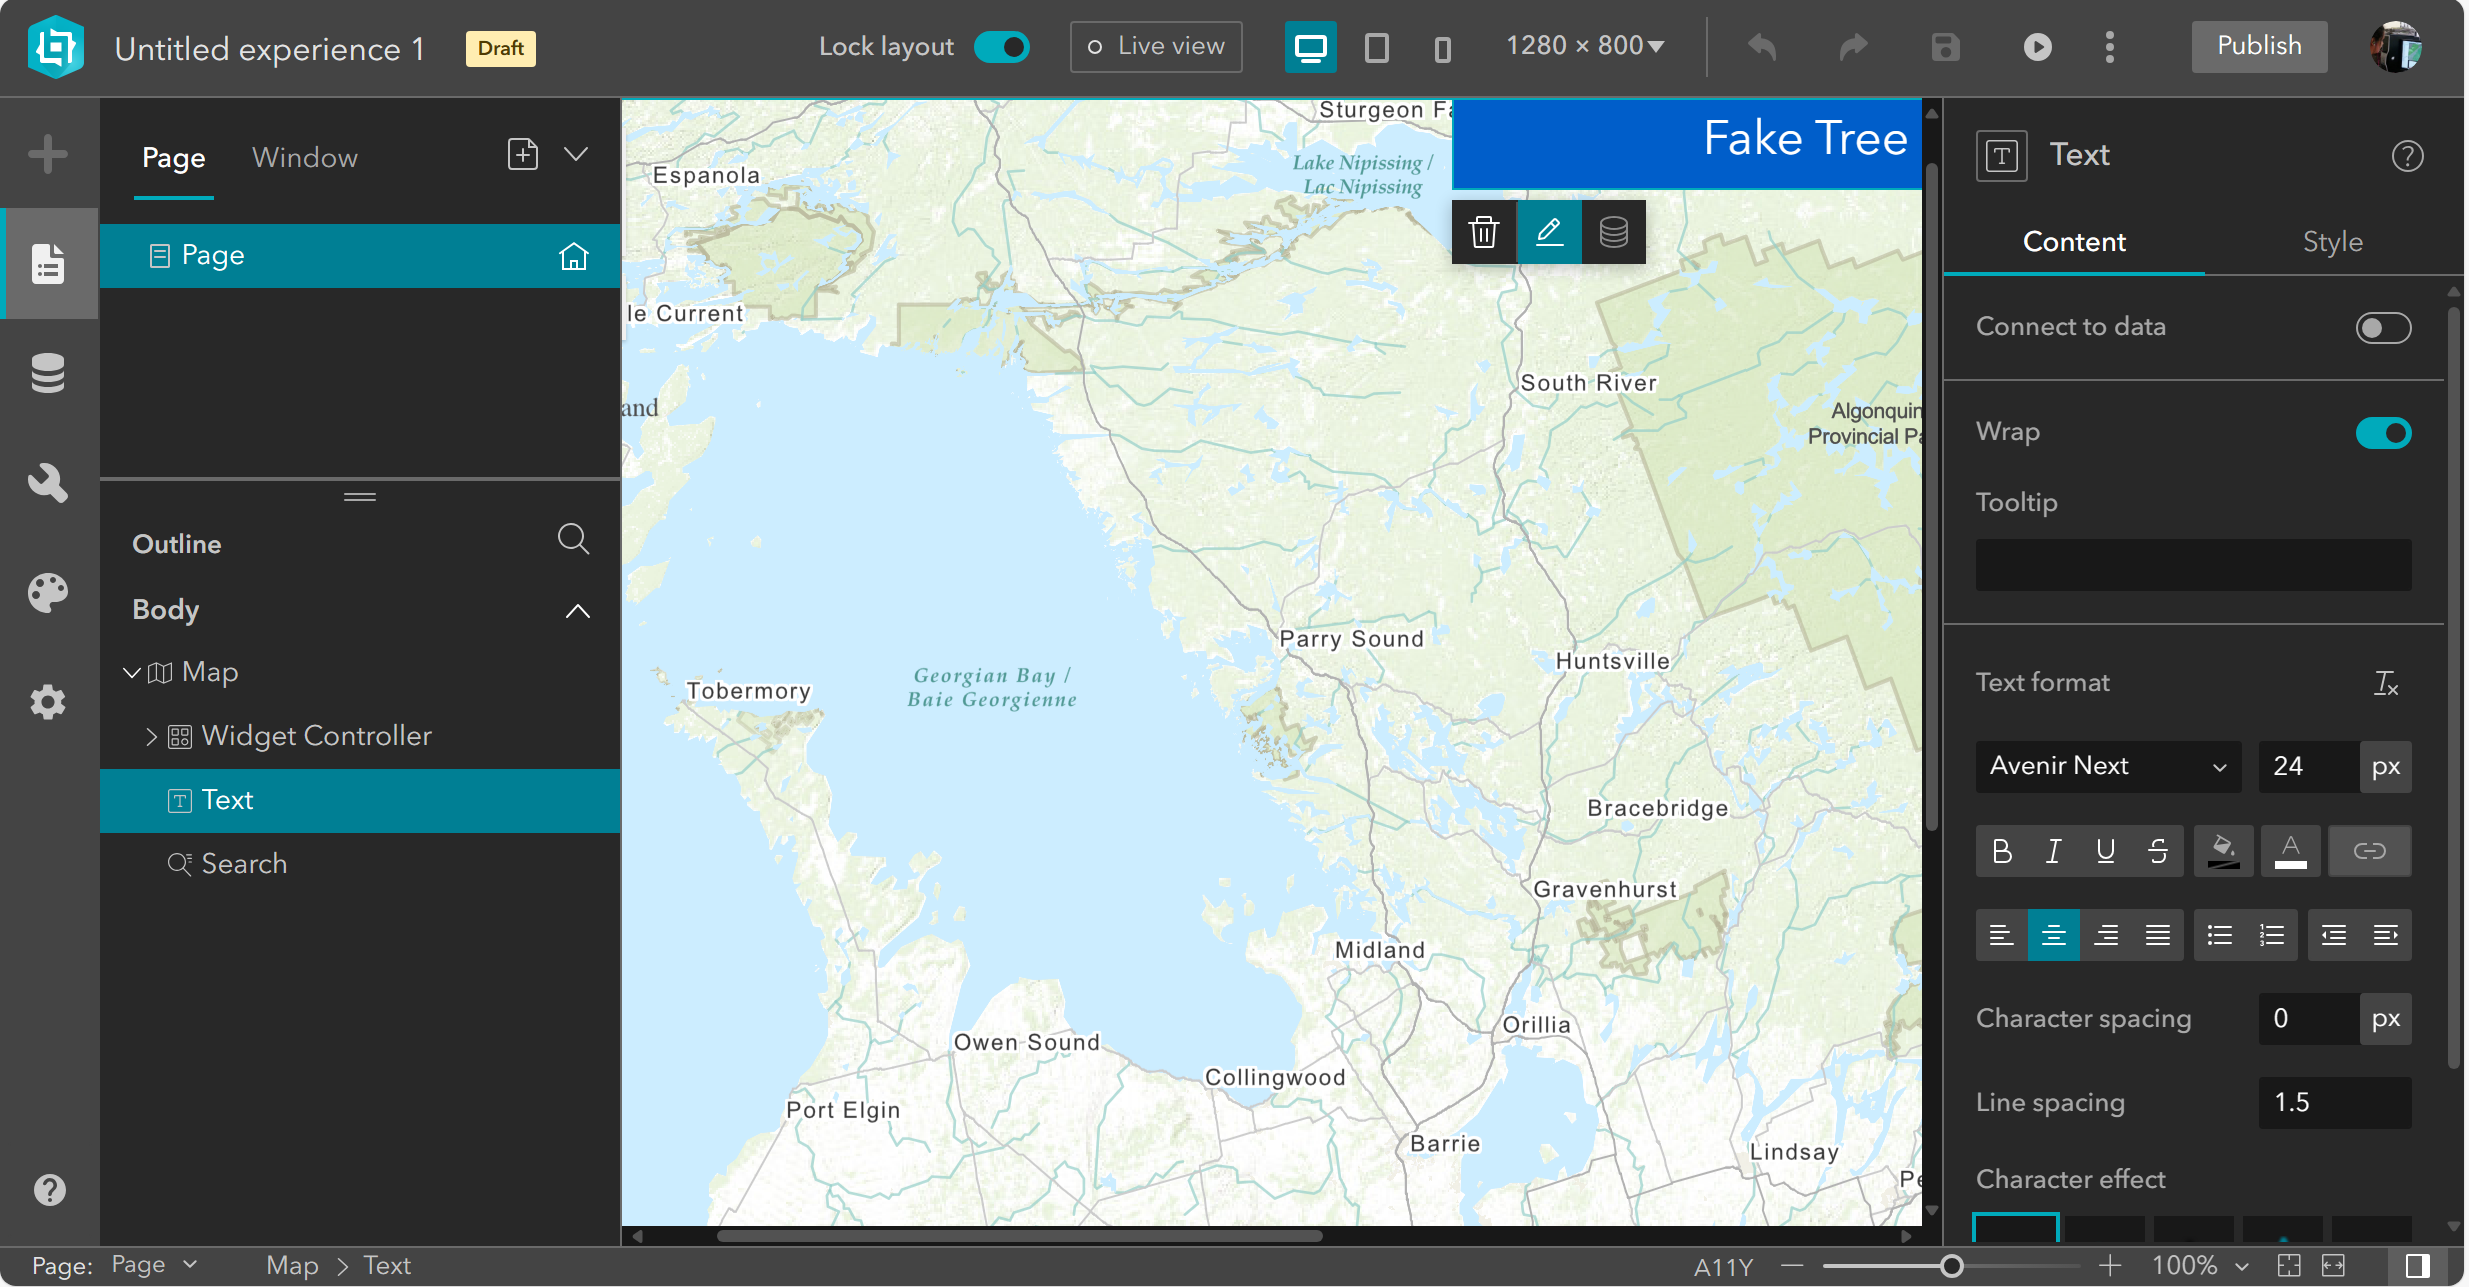 Untitled experience 1
Draft
Lock layout
Live view
1280 × 800
Publish
Page
Window
Page
Outline
Body
Map
Widget Controller
Text
Search
Fake Tree
Lake Nipissing /
Lac Nipissing
Espanola
le Current
and
South River
Algonquin
Parry Sound
Huntsville
Georgian Bay /
Baie Georgienne
Tobermory
Bracebridge
Gravenhurst
Midland
Orillia
Owen Sound
Collingwood
Port Elgin
Barrie
Lindsay
Text
Content
Style
Connect to data
Wrap
Tooltip
Text format
Avenir Next
24
px
Character spacing
0
px
Line spacing
1.5
Character effect
Page:
Page
Map > Text
A11Y
100%